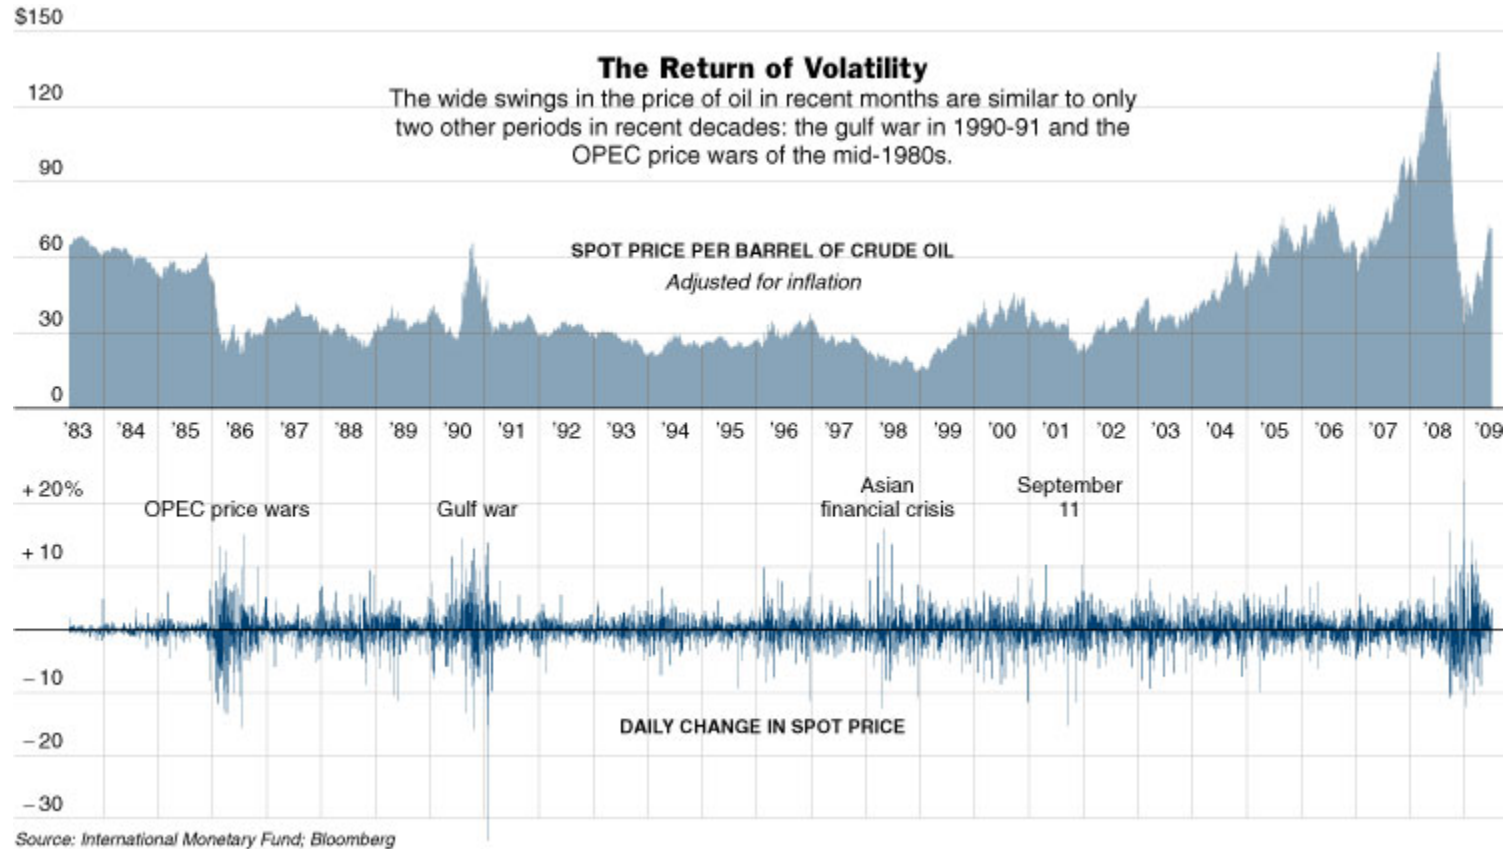 $150
The Return of Volatility
The wide swings in the price of oil in recent months are similar to only
two other periods in recent decades: the gulf war in 1990-91 and the
OPEC price wars of the mid-1980s.
120
90
60
SPOT PRICE PER BARREL OF CRUDE OIL
Adjusted for inflation
30
0
'83 '84 '85 '86 '87 '88 '89 '90 '91 '92 '93 '94 '95 '96 '97 '98 '99 '00 '01 '02 '03 '04 '05 '06 '07 '08 '09
+ 20%
OPEC price wars
Gulf war
Asian
financial crisis
September
11
+ 10
0
– 10
DAILY CHANGE IN SPOT PRICE
– 20
– 30
Source: International Monetary Fund; Bloomberg